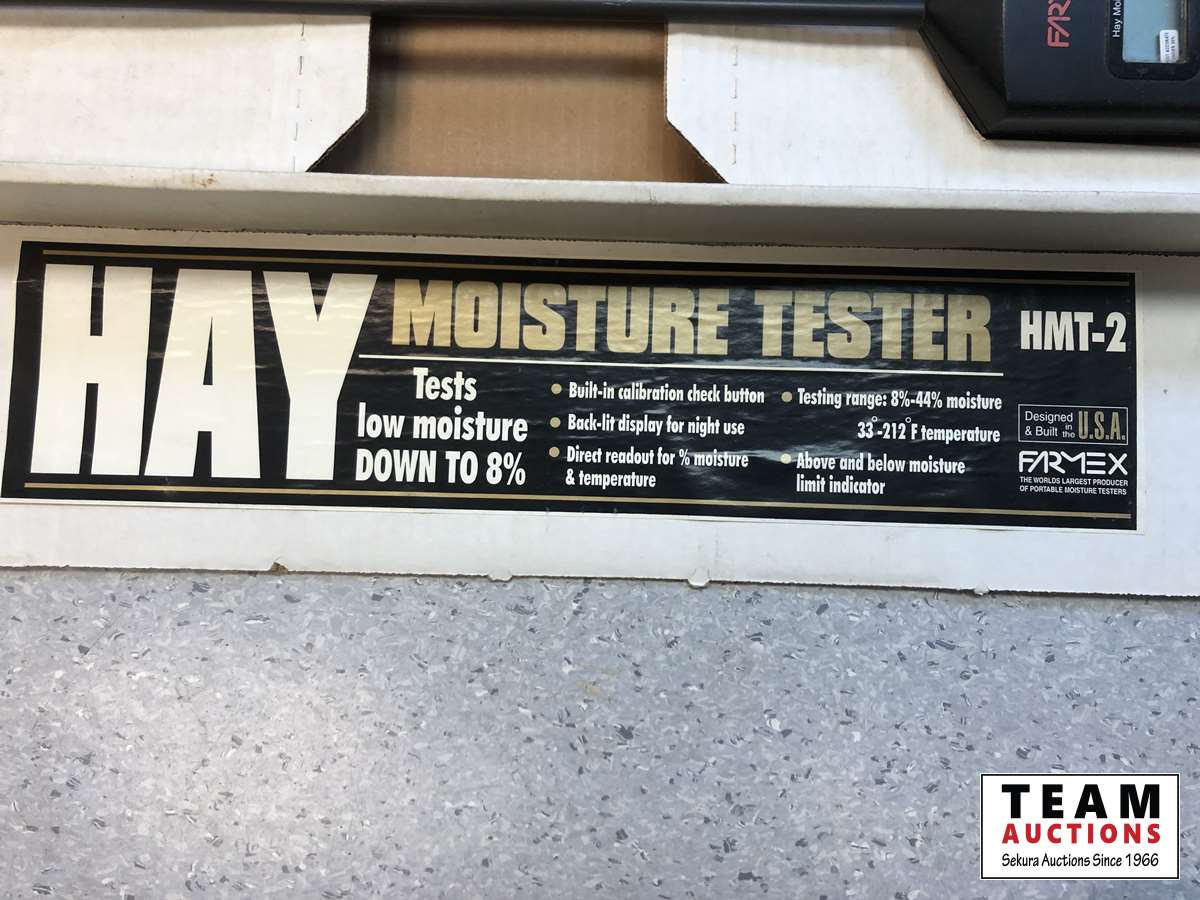 FARMEX
Hay Mo
HAY MOISTURE TESTER HMT-2
Tests
low moisture
DOWN TO 8%
• Built-in calibration check button
• Back-lit display for night use
• Direct readout for % moisture
& temperature
• Testing range: 8%-44% moisture
33°-212°F temperature
• Above and below moisture
limit indicator
Designed
& Built in the U.S.A.
FARMEX
THE WORLDS LARGEST PRODUCER
OF PORTABLE MOISTURE TESTERS
TEAM
AUCTIONS
Sekura Auctions Since 1966